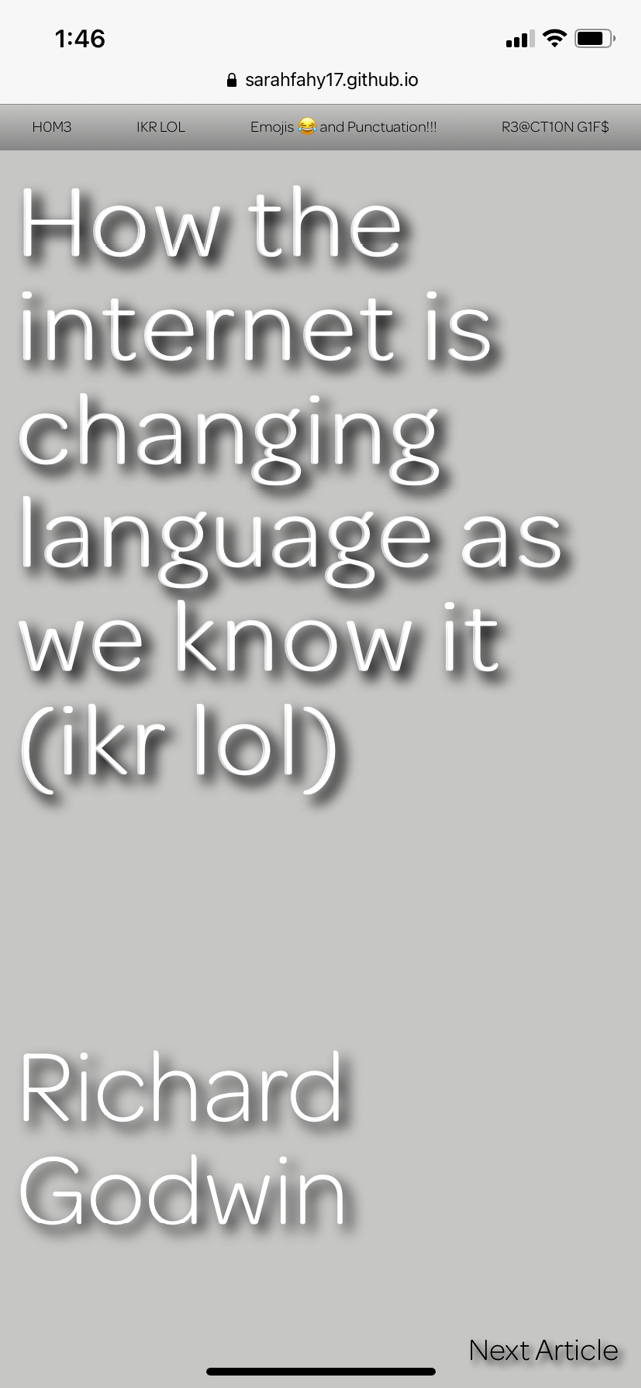 1:46
sarahfahy17.github.io
H0M3 IKR LOL Emojis 😂 and Punctuation!!! R3@CT10N G1F$
How the
internet is
changing
language as
we know it
(ikr lol)
Richard
Godwin
Next Article